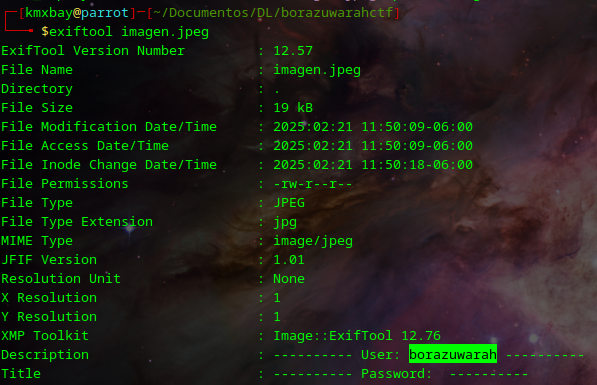 ┌─[kmxbay@parrot]─[~/Documentos/DL/borazuwarahctf]
└──╼ $exiftool imagen.jpeg
ExifTool Version Number : 12.57
File Name : imagen.jpeg
Directory : .
File Size : 19 kB
File Modification Date/Time : 2025:02:21 11:50:09-06:00
File Access Date/Time : 2025:02:21 11:50:09-06:00
File Inode Change Date/Time : 2025:02:21 11:50:18-06:00
File Permissions : -rw-r--r--
File Type : JPEG
File Type Extension : jpg
MIME Type : image/jpeg
JFIF Version : 1.01
Resolution Unit : None
X Resolution : 1
Y Resolution : 1
XMP Toolkit : Image::ExifTool 12.76
Description : ---------- User: borazuwarah ----------
Title : ---------- Password: ----------